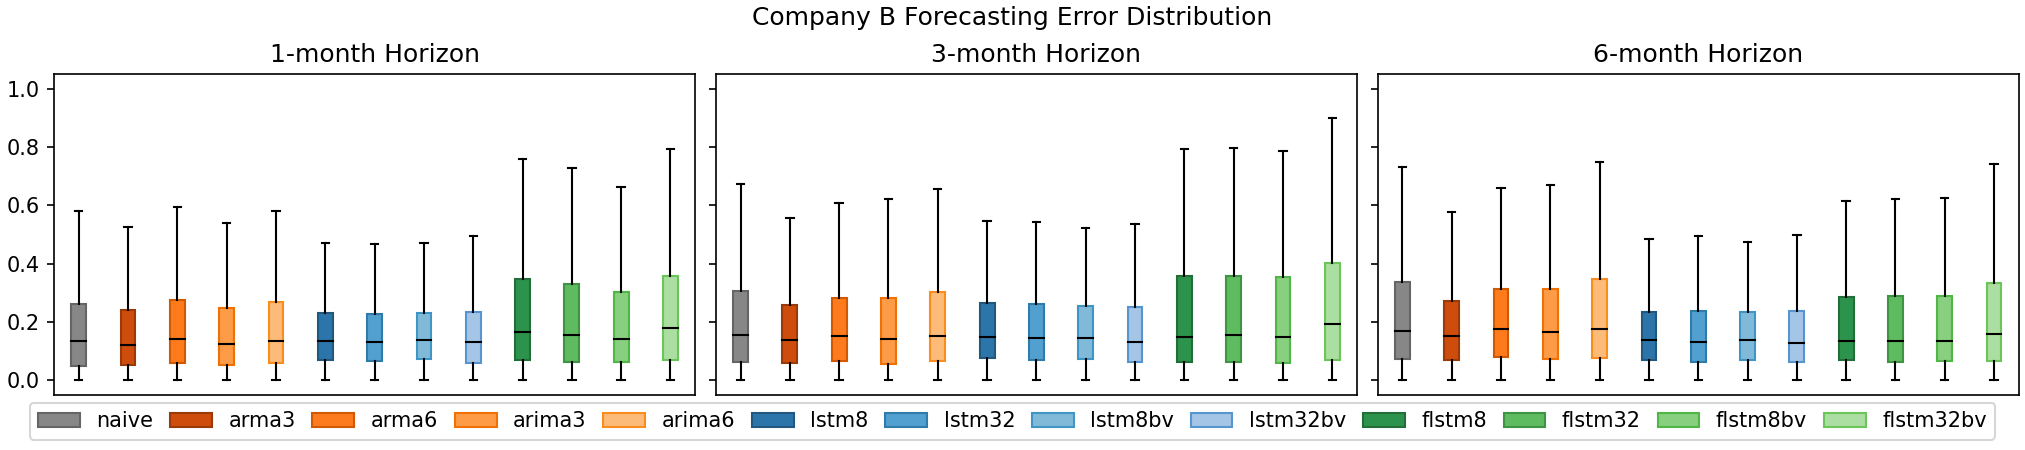 Company B Forecasting Error Distribution
1-month Horizon
3-month Horizon
6-month Horizon
1.0
0.8
0.6
0.4
0.2
0.0
naive arma3 arma6 arima3 arima6 lstm8 lstm32 lstm8bv lstm32bv flstm8 flstm32 flstm8bv flstm32bv